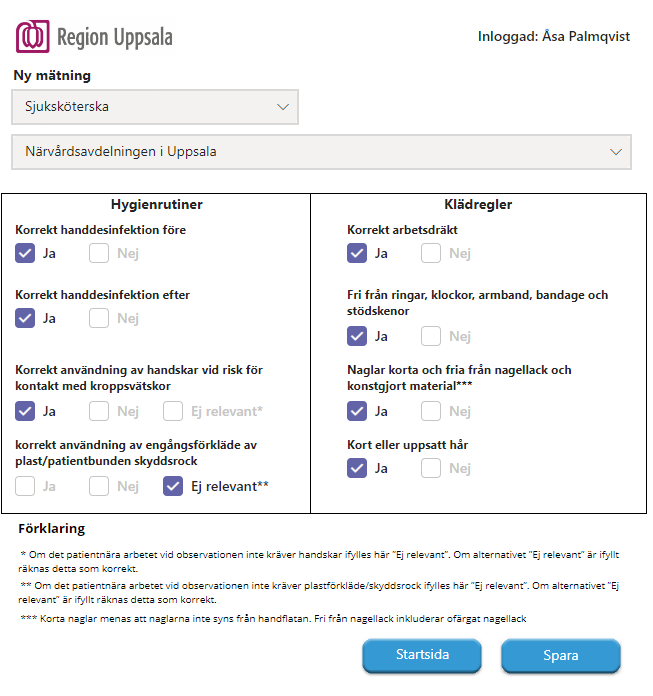 Region Uppsala
Inloggad: Åsa Palmqvist
Ny mätning
Sjuksköterska
Närvårdsavdelningen i Uppsala
Hygienrutiner
Korrekt handdesinfektion före
Ja Nej
Korrekt handdesinfektion efter
Ja Nej
Korrekt användning av handskar vid risk för
kontakt med kroppsvätskor
Ja Nej Ej relevant*
korrekt användning av engångsförkläde av
plast/patientbunden skyddsrock
Ja Nej Ej relevant**
Klädregler
Korrekt arbetsdräkt
Ja Nej
Fri från ringar, klockor, armband, bandage och
stödskenor
Ja Nej
Naglar korta och fria från nagellack och
konstgjort material***
Ja Nej
Kort eller uppsatt hår
Ja Nej
Förklaring
* Om det patientnära arbetet vid observationen inte kräver handskar ifylles här ”Ej relevant”. Om alternativet ”Ej relevant” är ifyllt
räknas detta som korrekt.
** Om det patientnära arbetet vid observationen inte kräver plastförkläde/skyddsrock ifylles här ”Ej relevant”. Om alternativet ”Ej
relevant” är ifyllt räknas detta som korrekt.
*** Korta naglar menas att naglarna inte syns från handflatan. Fri från nagellack inkluderar ofärgat nagellack
Startsida Spara